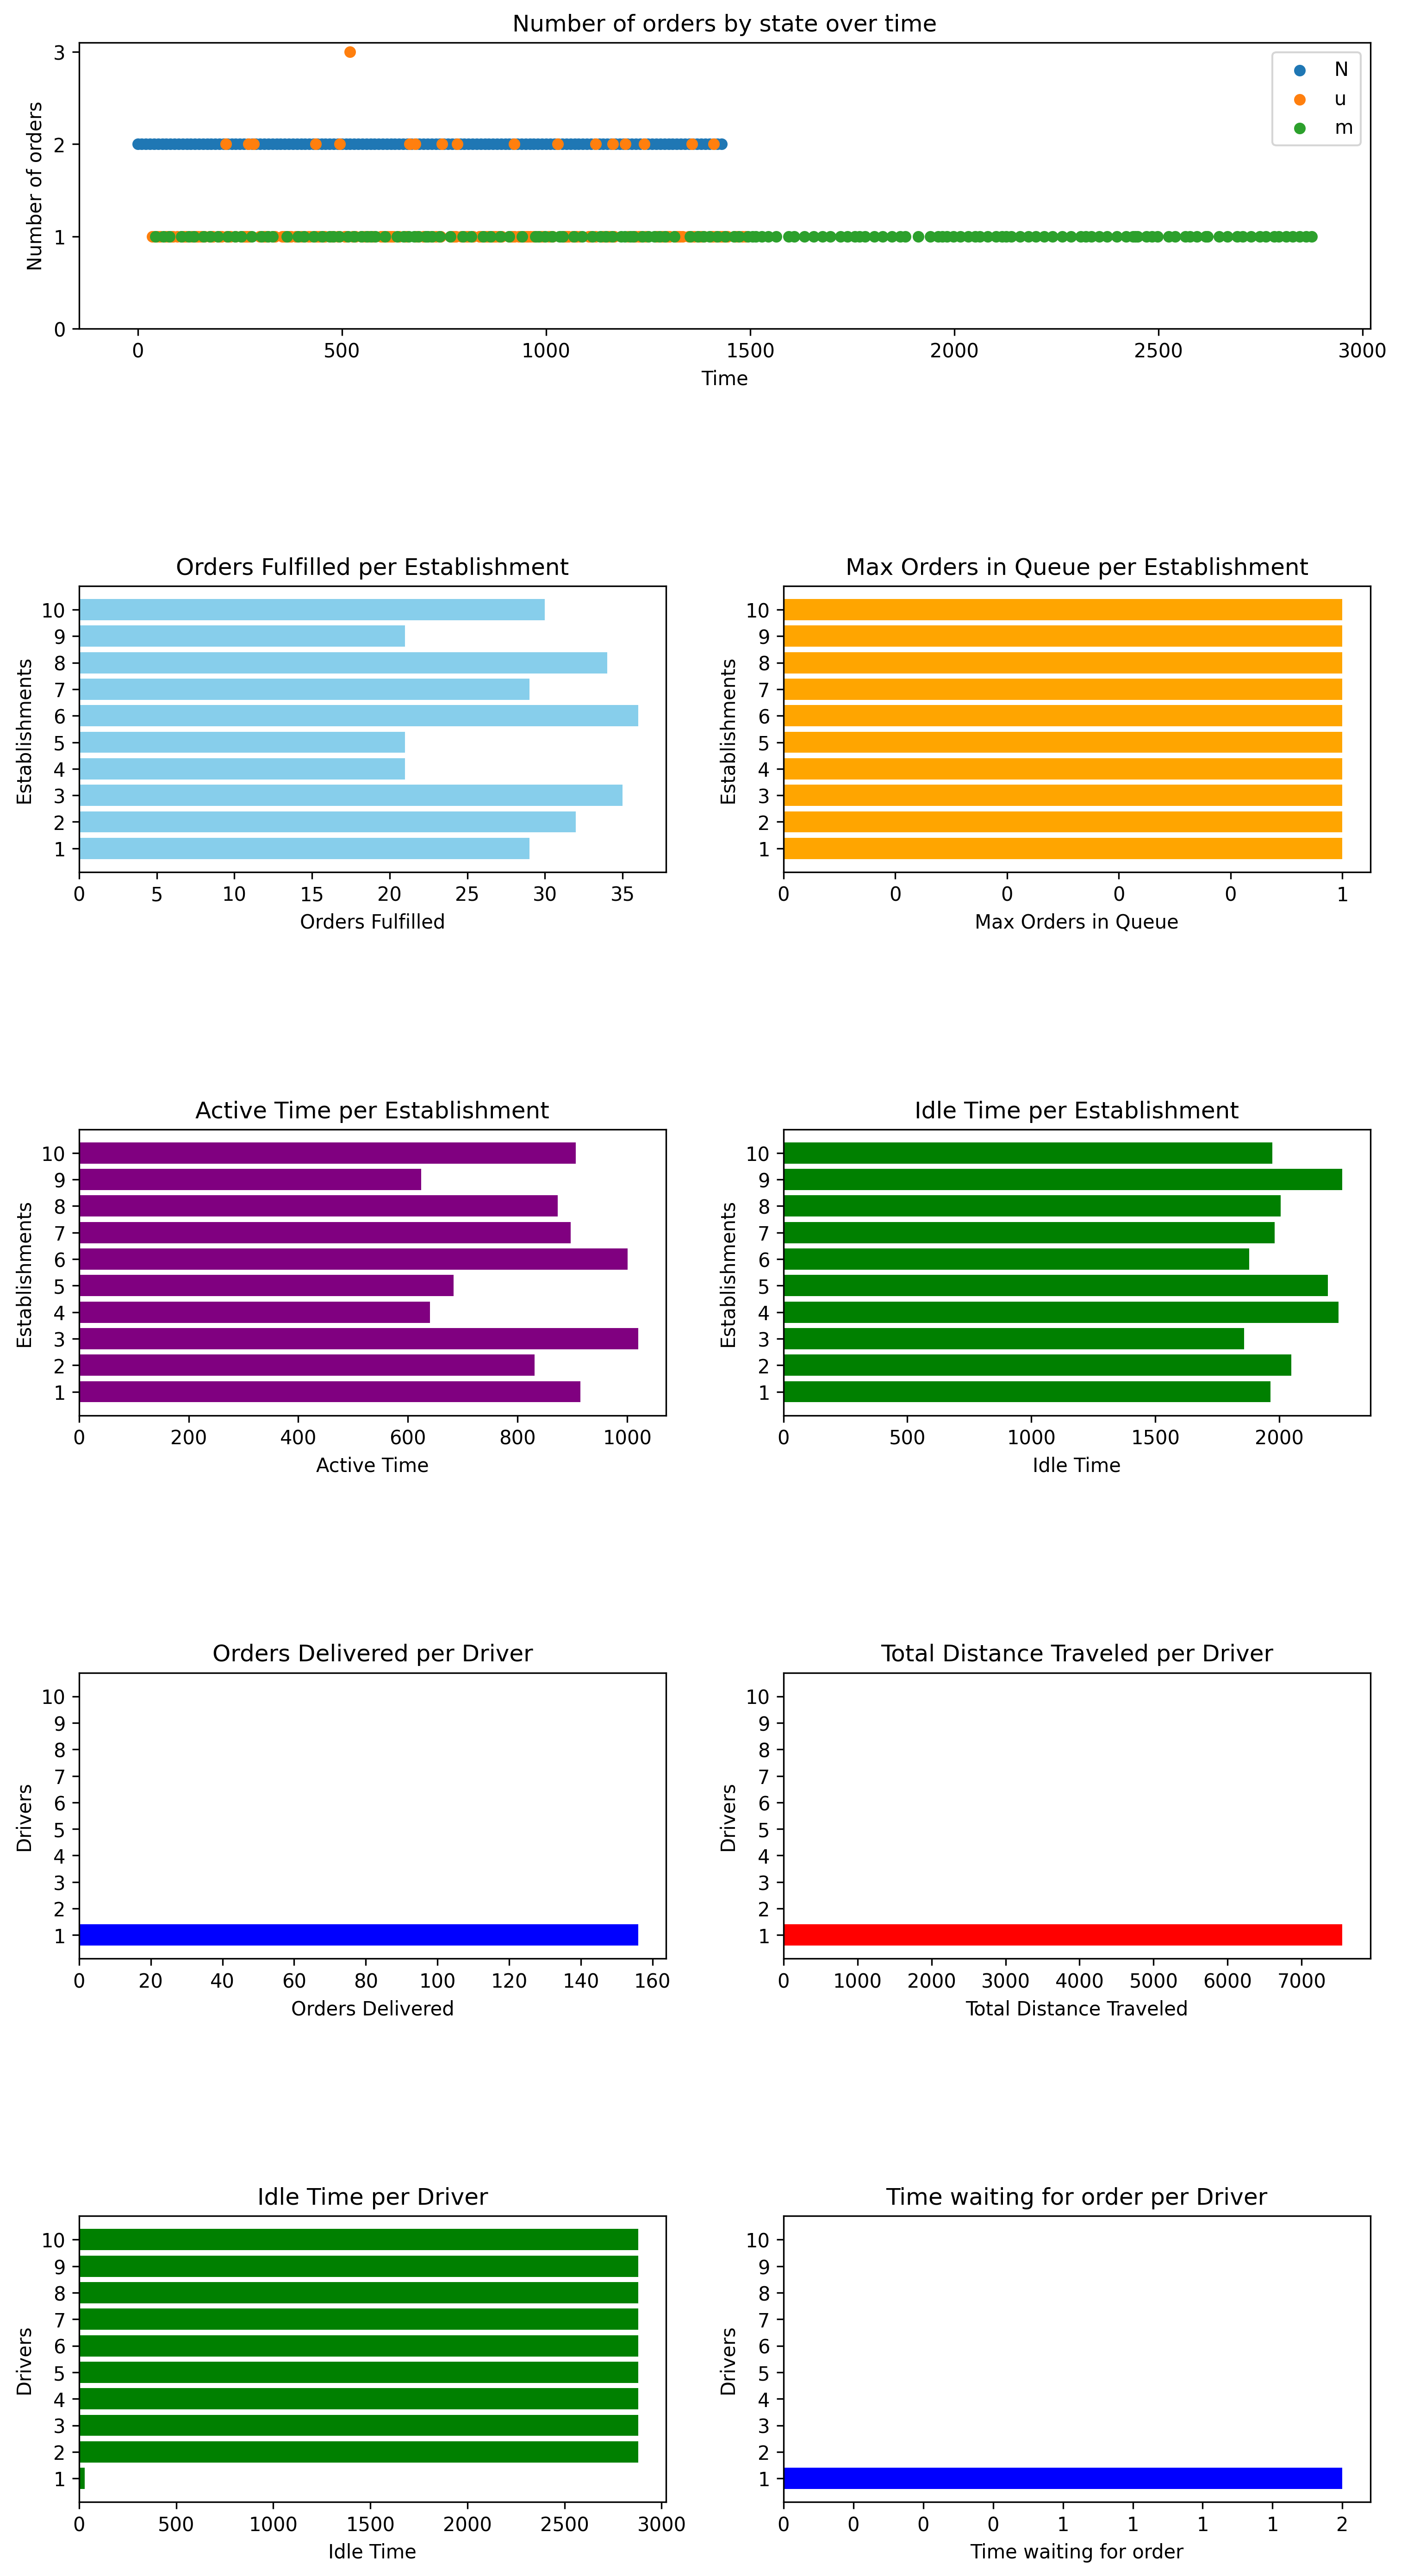 Number of orders by state over time
3
2
1
0
Number of orders
N
u
m
0 500 1000 1500 2000 2500 3000
Time
Orders Fulfilled per Establishment
10
9
8
7
6
5
4
3
2
1
Establishments
0 5 10 15 20 25 30 35
Orders Fulfilled
Max Orders in Queue per Establishment
10
9
8
7
6
5
4
3
2
1
Establishments
0 0 0 0 0 1
Max Orders in Queue
Active Time per Establishment
10
9
8
7
6
5
4
3
2
1
Establishments
0 200 400 600 800 1000
Active Time
Idle Time per Establishment
10
9
8
7
6
5
4
3
2
1
Establishments
0 500 1000 1500 2000
Idle Time
Orders Delivered per Driver
10
9
8
7
6
5
4
3
2
1
Drivers
0 20 40 60 80 100 120 140 160
Orders Delivered
Total Distance Traveled per Driver
10
9
8
7
6
5
4
3
2
1
Drivers
0 1000 2000 3000 4000 5000 6000 7000
Total Distance Traveled
Idle Time per Driver
10
9
8
7
6
5
4
3
2
1
Drivers
0 500 1000 1500 2000 2500 3000
Idle Time
Time waiting for order per Driver
10
9
8
7
6
5
4
3
2
1
Drivers
0 0 0 0 1 1 1 1 2
Time waiting for order